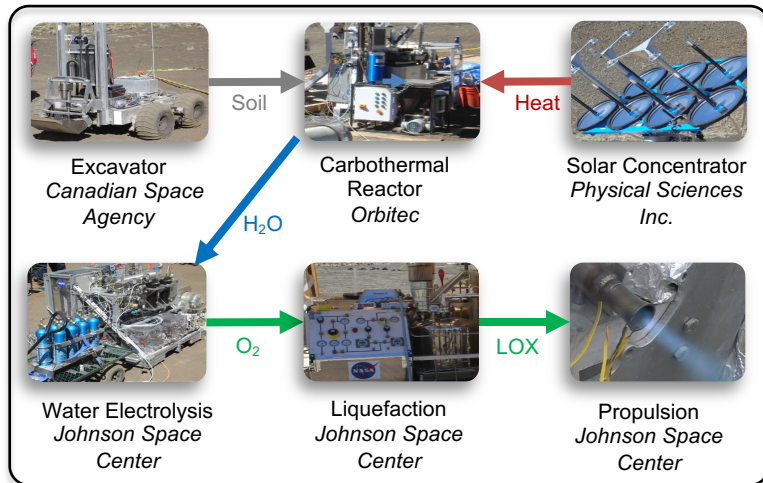 Soil
Heat
Excavator
Canadian Space
Agency
Carbothermal
Reactor
Orbitec
Solar Concentrator
Physical Sciences
Inc.
H₂O
O₂
NASA
LOX
Water Electrolysis
Johnson Space
Center
Liquefaction
Johnson Space
Center
Propulsion
Johnson Space
Center